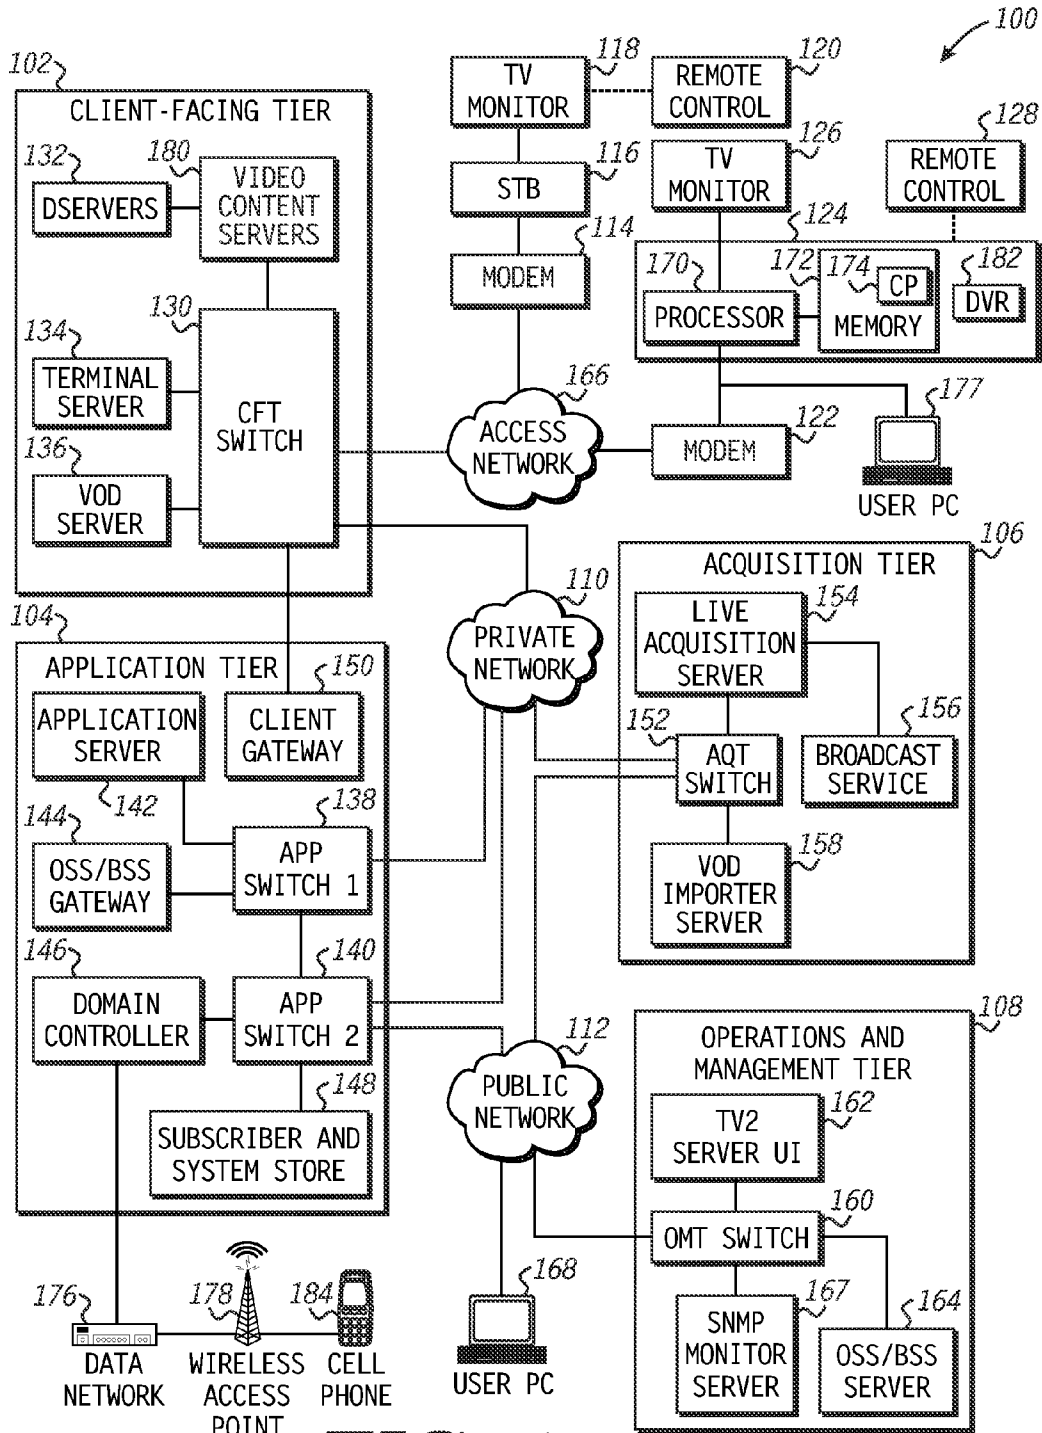 100
102
CLIENT-FACING TIER
132
DSERVERS
180
VIDEO
CONTENT
SERVERS
130
CFT
SWITCH
134
TERMINAL
SERVER
136
VOD
SERVER
118
TV
MONITOR
120
REMOTE
CONTROL
116
STB
126
TV
MONITOR
128
REMOTE
CONTROL
114
MODEM
124
170
PROCESSOR
172
174
CP
MEMORY
182
DVR
166
ACCESS
NETWORK
122
MODEM
177
USER PC
104
APPLICATION TIER
APPLICATION
SERVER
142
150
CLIENT
GATEWAY
144
OSS/BSS
GATEWAY
138
APP
SWITCH 1
146
DOMAIN
CONTROLLER
140
APP
SWITCH 2
148
SUBSCRIBER AND
SYSTEM STORE
110
PRIVATE
NETWORK
106
ACQUISITION TIER
154
LIVE
ACQUISITION
SERVER
152
AQT
SWITCH
156
BROADCAST
SERVICE
158
VOD
IMPORTER
SERVER
112
PUBLIC
NETWORK
108
OPERATIONS AND
MANAGEMENT TIER
162
TV2
SERVER UI
160
OMT SWITCH
167
SNMP
MONITOR
SERVER
164
OSS/BSS
SERVER
176
DATA
NETWORK
178
WIRELESS
ACCESS
POINT
184
CELL
PHONE
168
USER PC